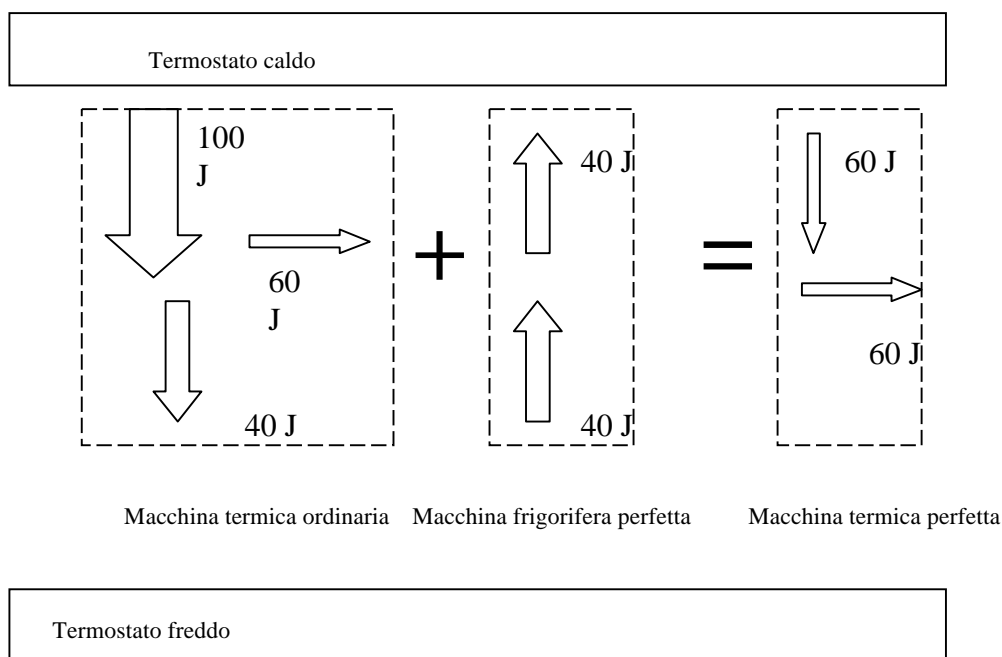 Termostato caldo
100
J
40 J
60 J
60
J
60 J
40 J
40 J
Macchina termica ordinaria
Macchina frigorifera perfetta
Macchina termica perfetta
Termostato freddo